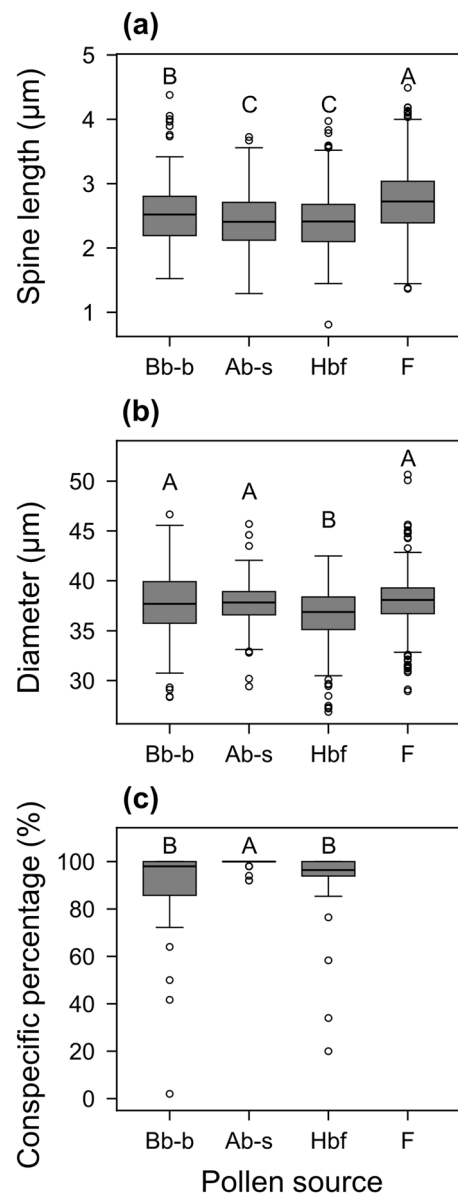 (a)
Spine length (µm)
5
4
3
2
1
B
C
C
A
Bb-b Ab-s Hbf F
(b)
Diameter (µm)
50
45
40
35
30
A
A
B
A
Bb-b Ab-s Hbf F
(c)
Conspecific percentage (%)
100
80
60
40
20
0
B
A
B
Bb-b Ab-s Hbf F
Pollen source